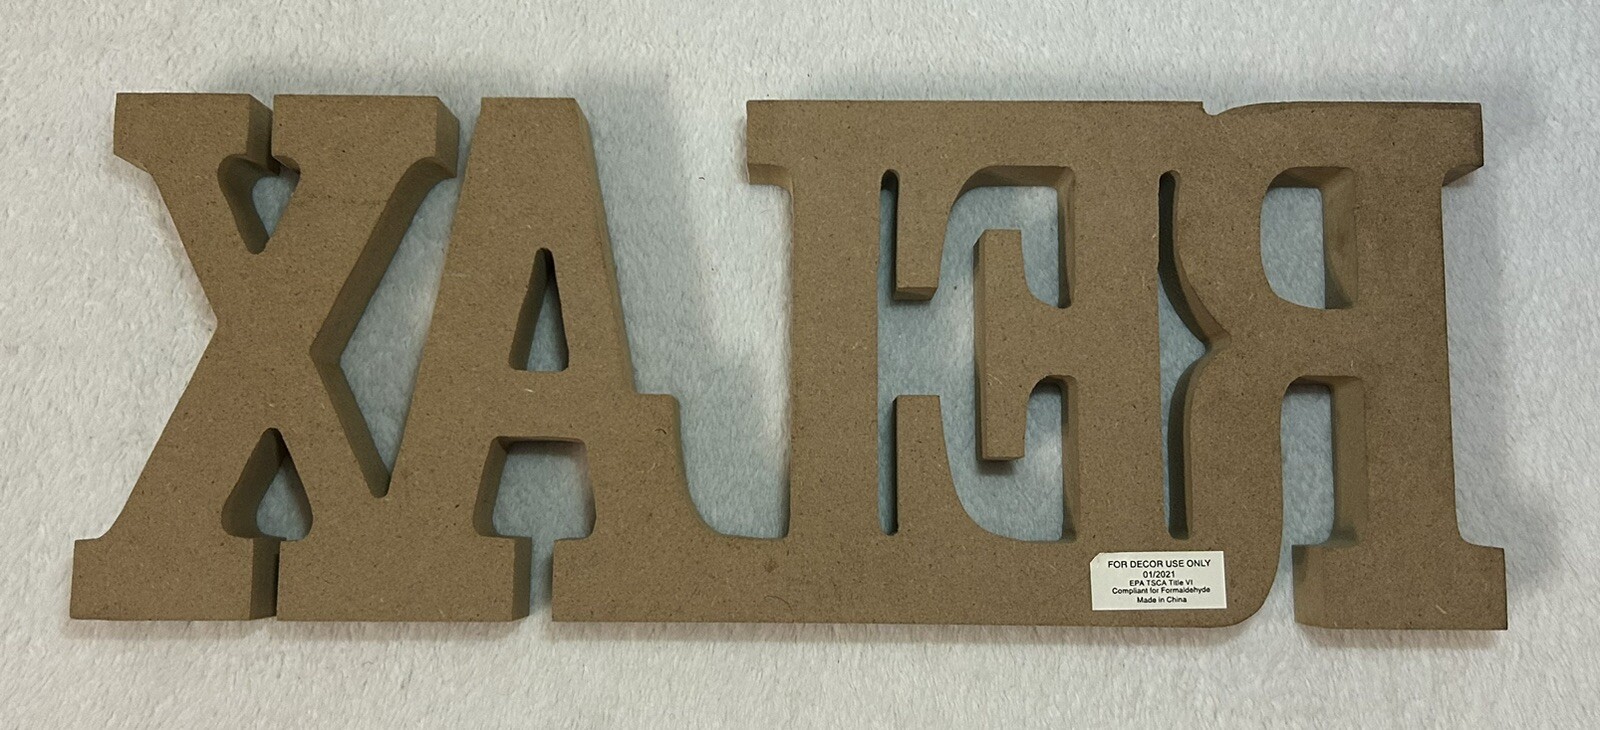 RELAX
FOR DECOR USE ONLY
01/2021
EPA TSCA Title VI
Compliant for Formaldehyde
Made in China